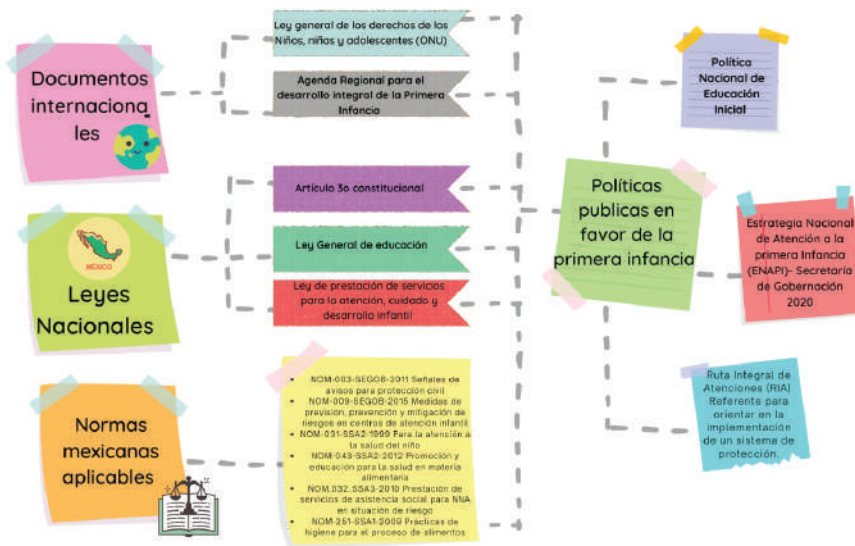 Documentos
internaciona
les
Ley general de los derechos de los
Niños, niñas y adolescentes (ONU)
Agenda Regional para el
desarrollo integral de la Primera
Infancia
MÉXICO
Leyes
Nacionales
Artículo 3o constitucional
Ley General de educación
Ley de prestación de servicios
para la atención, cuidado y
desarrollo infantil
Normas
mexicanas
aplicables
• NOM-003-SEGOB-2011 Señales de
avisos para protección civil
• NOM-009-SEGOB-2015 Medidas de
previsión, prevención y mitigación de
riesgos en centros de atención infantil
• NOM-031-SSA2-1999 Para la atención a
la salud del niño
• NOM-043-SSA2-2012 Promoción y
educación para la salud en materia
alimentaria
• NOM.032_SSA3-2010 Prestación de
servicios de asistencia social para NNA
en situación de riesgo
• NOM-251-SSA1-2009 Prácticas de
higiene para el proceso de alimentos
Políticas
publicas en
favor de la
primera infancia
Política
Nacional de
Educación
Inicial
Estrategia Nacional
de Atención a la
primera Infancia
(ENAPI)- Secretaría
de Gobernación
2020
Ruta Integral de
Atenciones (RIA)
Referente para
orientar en la
implementación
de un sistema de
protección.